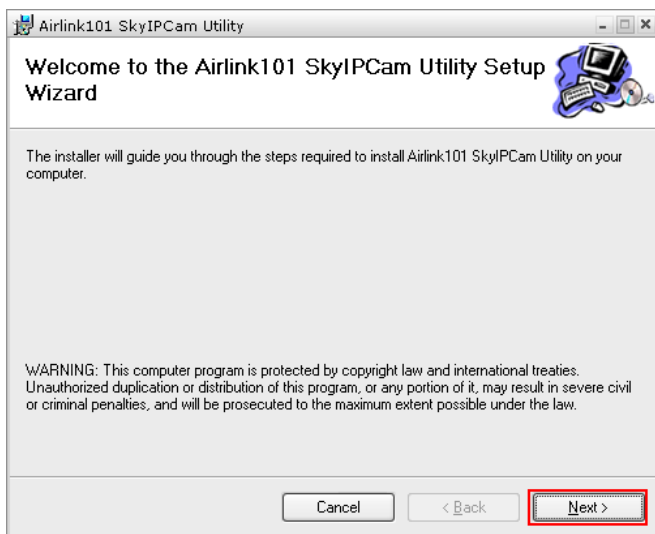 Airlink101 SkyIPCam Utility
Welcome to the Airlink101 SkyIPCam Utility Setup
Wizard
The installer will guide you through the steps required to install Airlink101 SkyIPCam Utility on your
computer.
WARNING: This computer program is protected by copyright law and international treaties.
Unauthorized duplication or distribution of this program, or any portion of it, may result in severe civil
or criminal penalties, and will be prosecuted to the maximum extent possible under the law.
Cancel
< Back
Next >